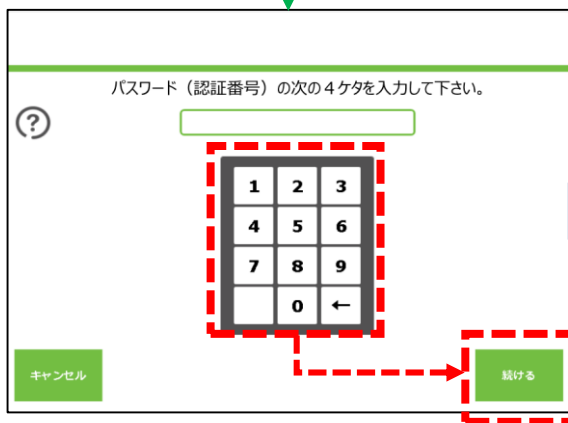 パスワード（認証番号）の次の４ケタを入力して下さい。
?
1 2 3
4 5 6
7 8 9
0 ←
キャンセル
続ける